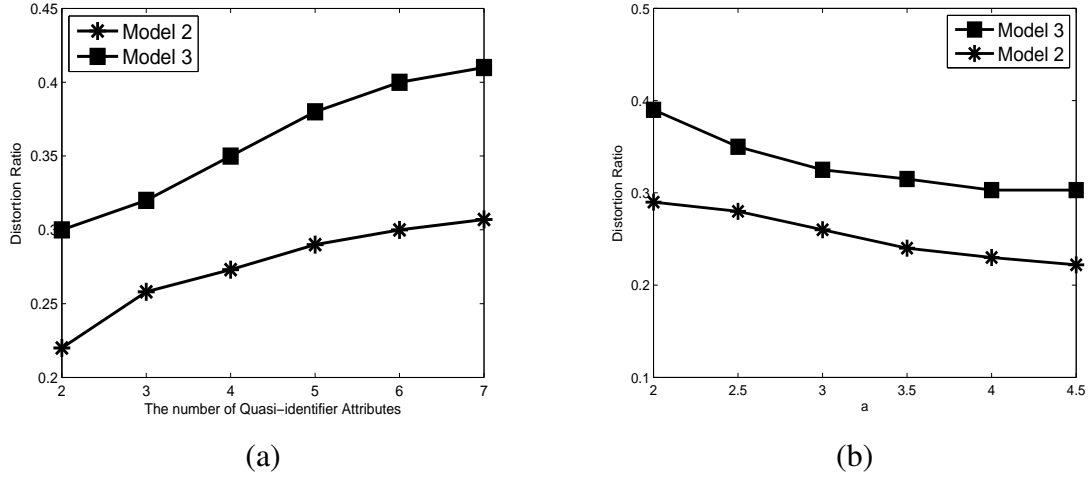 0.45
Model 2
Model 3
0.4
0.35
0.3
0.25
0.2
Distortion Ratio
2 3 4 5 6 7
The number of Quasi−identifier Attributes
(a)
0.5
Model 3
Model 2
0.4
0.3
0.2
0.1
Distortion Ratio
2 2.5 3 3.5 4 4.5
a
(b)